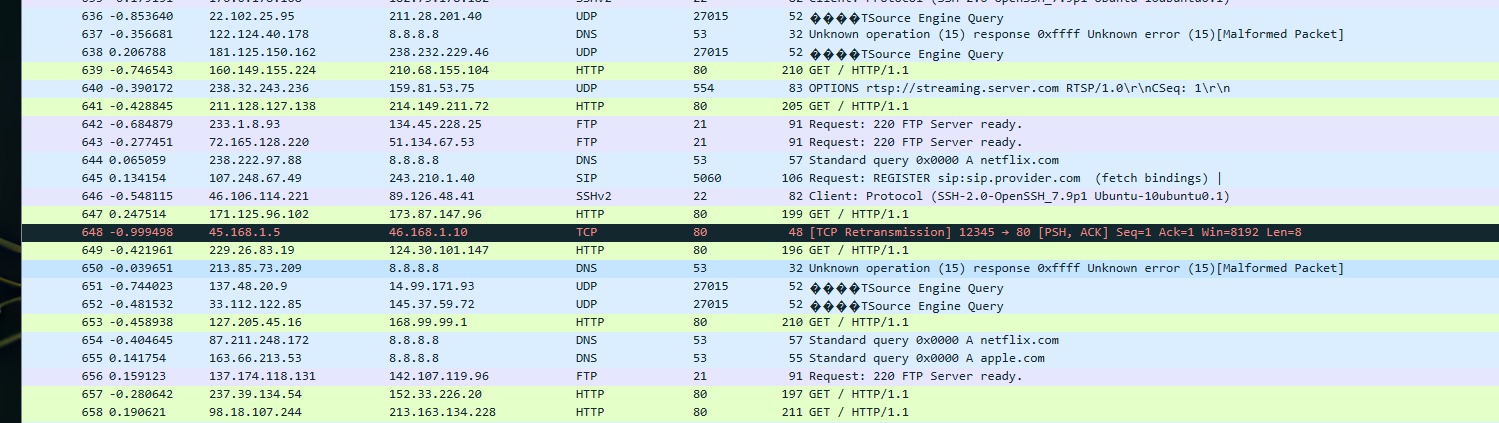 636 -0.853640 22.102.25.95 211.28.201.40 UDP 27015 52 ����TSource Engine Query
637 -0.356681 122.124.40.178 8.8.8.8 DNS 53 32 Unknown operation (15) response 0xffff Unknown error (15)[Malformed Packet]
638 0.206788 181.125.150.162 238.232.229.46 UDP 27015 52 ����TSource Engine Query
639 -0.746543 160.149.155.224 210.68.155.104 HTTP 80 210 GET / HTTP/1.1
640 -0.390172 238.32.243.236 159.81.53.75 UDP 554 83 OPTIONS rtsp://streaming.server.com RTSP/1.0\r\nCSeq: 1\r\n
641 -0.428845 211.128.127.138 214.149.211.72 HTTP 80 205 GET / HTTP/1.1
642 -0.684879 233.1.8.93 134.45.228.25 FTP 21 91 Request: 220 FTP Server ready.
643 -0.277451 72.165.128.220 51.134.67.53 FTP 21 91 Request: 220 FTP Server ready.
644 0.065059 238.222.97.88 8.8.8.8 DNS 53 57 Standard query 0x0000 A netflix.com
645 0.134154 107.248.67.49 243.210.1.40 SIP 5060 106 Request: REGISTER sip:sip.provider.com (fetch bindings) |
646 -0.548115 46.106.114.221 89.126.48.41 SSHv2 22 82 Client: Protocol (SSH-2.0-OpenSSH_7.9p1 Ubuntu-10ubuntu0.1)
647 0.247514 171.125.96.102 173.87.147.96 HTTP 80 199 GET / HTTP/1.1
648 -0.999498 45.168.1.5 46.168.1.10 TCP 80 48 [TCP Retransmission] 12345 → 80 [PSH, ACK] Seq=1 Ack=1 Win=8192 Len=8
649 -0.421961 229.26.83.19 124.30.101.147 HTTP 80 196 GET / HTTP/1.1
650 -0.039651 213.85.73.209 8.8.8.8 DNS 53 32 Unknown operation (15) response 0xffff Unknown error (15)[Malformed Packet]
651 -0.744023 137.48.20.9 14.99.171.93 UDP 27015 52 ����TSource Engine Query
652 -0.481532 33.112.122.85 145.37.59.72 UDP 27015 52 ����TSource Engine Query
653 -0.458938 127.205.45.16 168.99.99.1 HTTP 80 210 GET / HTTP/1.1
654 -0.404645 87.211.248.172 8.8.8.8 DNS 53 57 Standard query 0x0000 A netflix.com
655 0.141754 163.66.213.53 8.8.8.8 DNS 53 55 Standard query 0x0000 A apple.com
656 0.159123 137.174.118.131 142.107.119.96 FTP 21 91 Request: 220 FTP Server ready.
657 -0.280642 237.39.134.54 152.33.226.20 HTTP 80 197 GET / HTTP/1.1
658 0.190621 98.18.107.244 213.163.134.228 HTTP 80 211 GET / HTTP/1.1